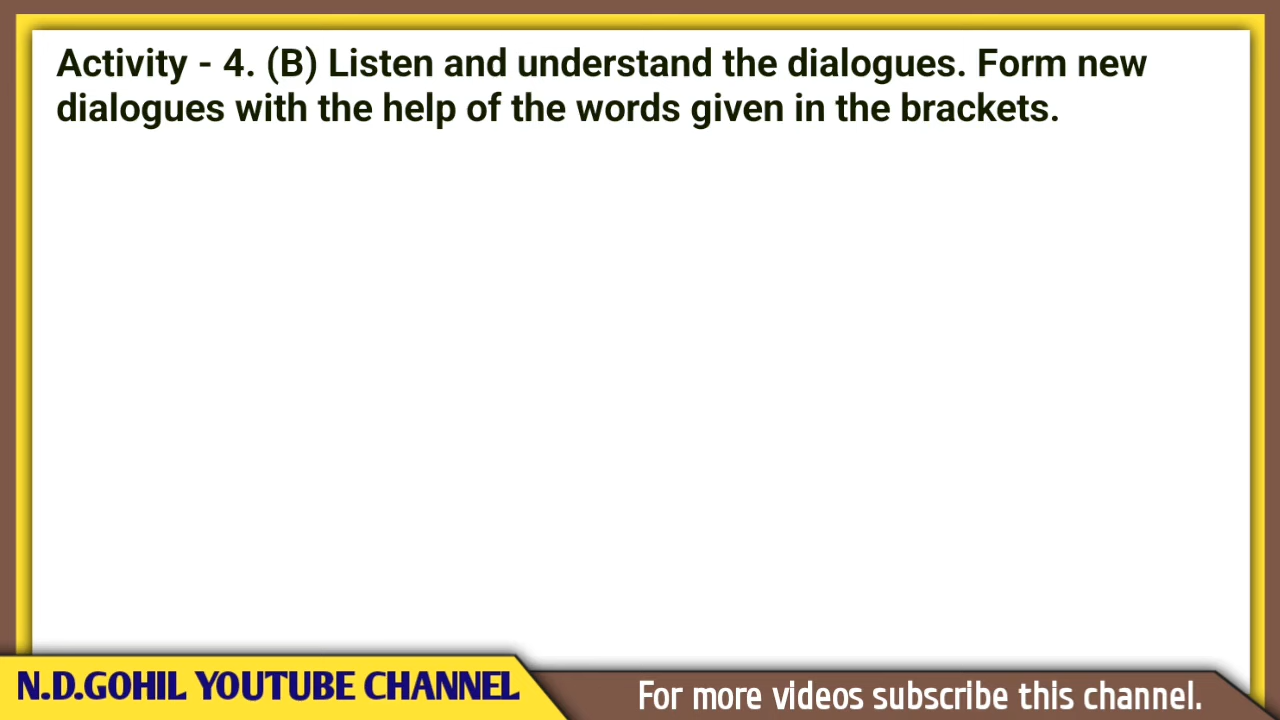 Activity - 4. (B) Listen and understand the dialogues. Form new
dialogues with the help of the words given in the brackets.
N.D.GOHIL YOUTUBE CHANNEL
For more videos subscribe this channel.